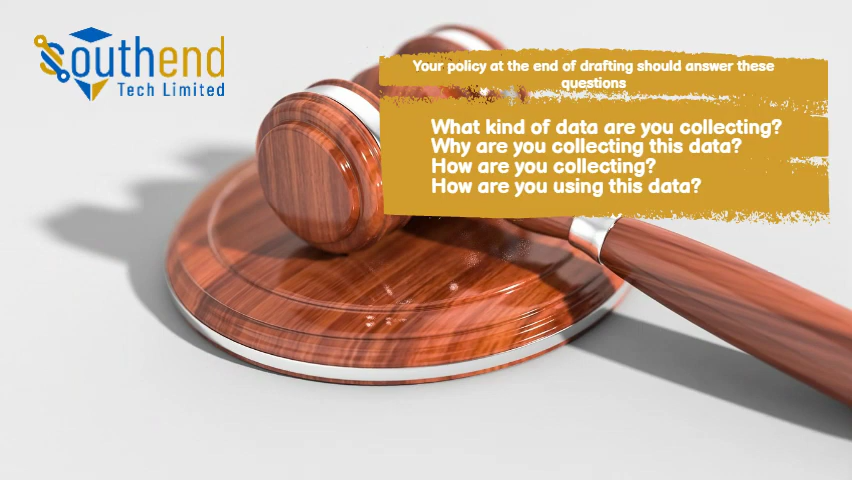 Southend
Tech Limited
Your policy at the end of drafting should answer these
questions
What kind of data are you collecting?
Why are you collecting this data?
How are you collecting?
How are you using this data?